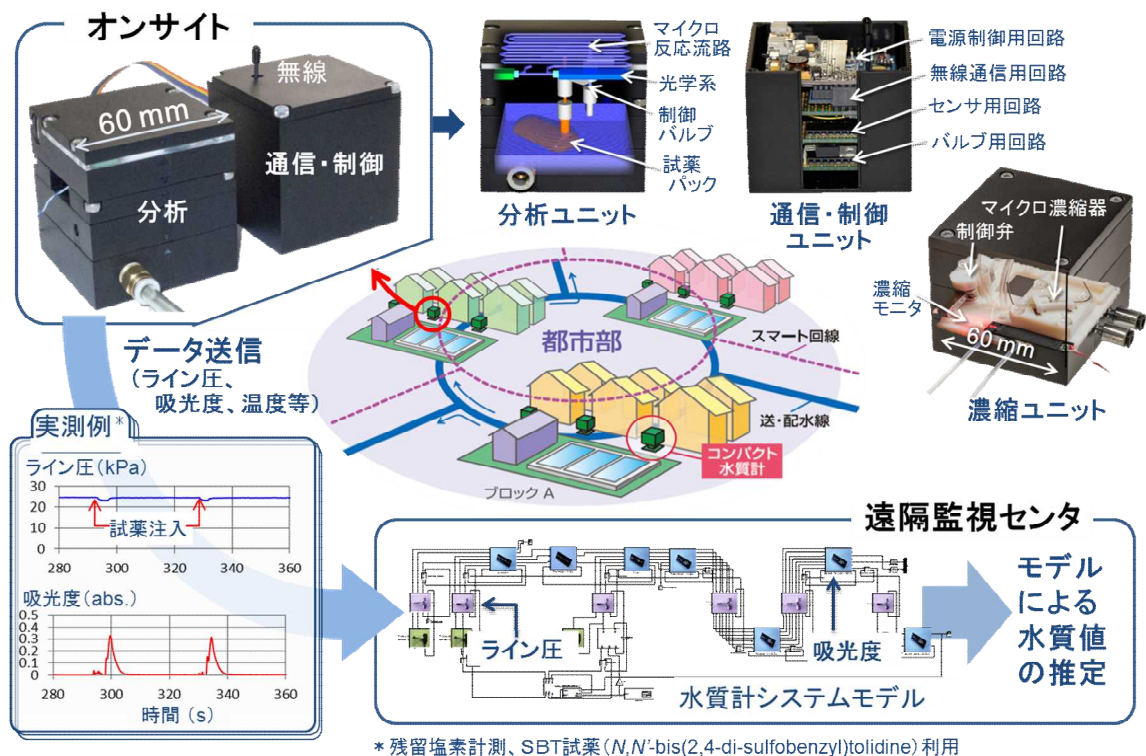 オンサイト
無線
60 mm
通信・制御
分析
マイクロ
反応流路
光学系
制御
バルブ
試薬
パック
分析ユニット
電源制御用回路
無線通信用回路
センサ用回路
バルブ用回路
通信・制御
ユニット
マイクロ濃縮器
制御弁
濃縮
モニタ
60 mm
濃縮ユニット
都市部
スマート回線
送・配水線
コンパクト
水質計
ブロック A
データ送信
(ライン圧、
吸光度、温度等)
実測例*
ライン圧(kPa)
30
20
10
0
試薬注入
280 300 320 340 360
吸光度(abs.)
0.5
0.4
0.3
0.2
0.1
0
280 300 320 340 360
時間 (s)
遠隔監視センタ
ライン圧
吸光度
水質計システムモデル
モデル
による
水質値
の推定
* 残留塩素計測、SBT試薬(N,N'-bis(2,4-di-sulfobenzyl)tolidine)利用